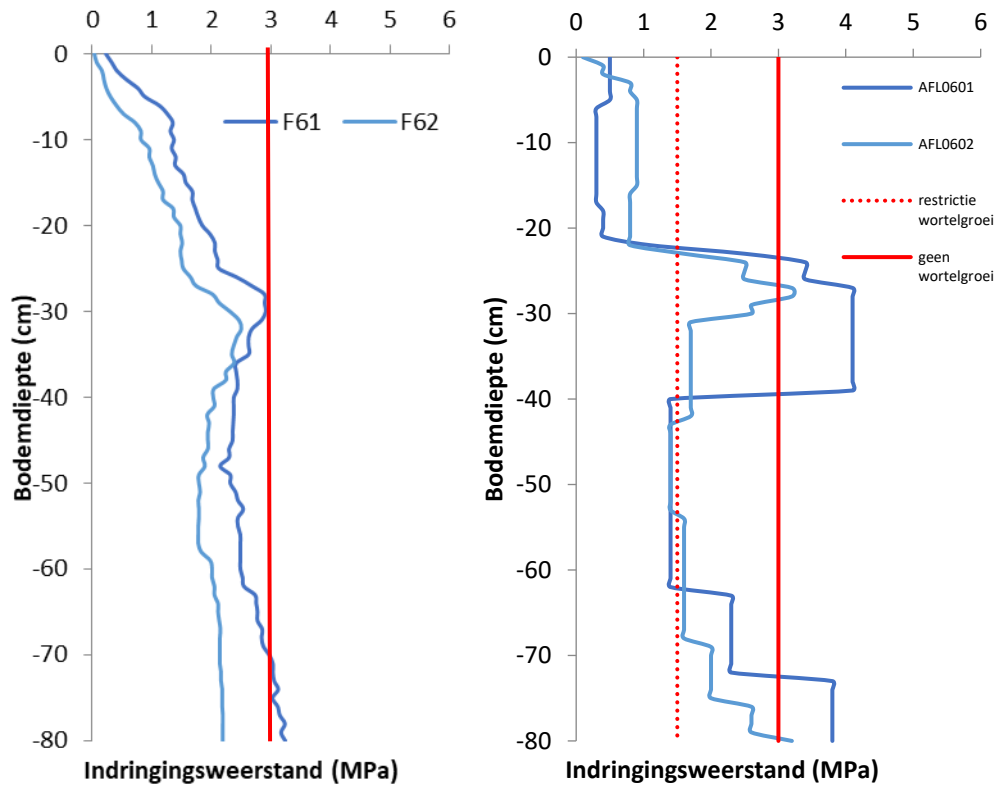 0 1 2 3 4 5 6
0
-10
-20
-30
-40
-50
-60
-70
-80
Bodemdiepte (cm)
F61 F62
Indringingsweerstand (MPa)
0 1 2 3 4 5 6
0
-10
-20
-30
-40
-50
-60
-70
-80
Bodemdiepte (cm)
AFL0601
AFL0602
restrictie
wortelgroei
geen
wortelgroei
Indringingsweerstand (MPa)